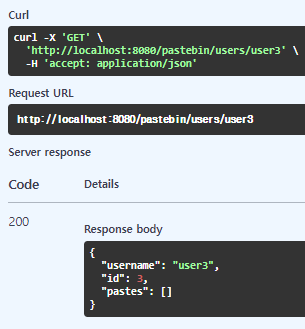 Curl
curl -X 'GET' \
'http://localhost:8080/pastebin/users/user3' \
-H 'accept: application/json'
Request URL
http://localhost:8080/pastebin/users/user3
Server response
Code Details
200
Response body
{
"username": "user3",
"id": 3,
"pastes": []
}